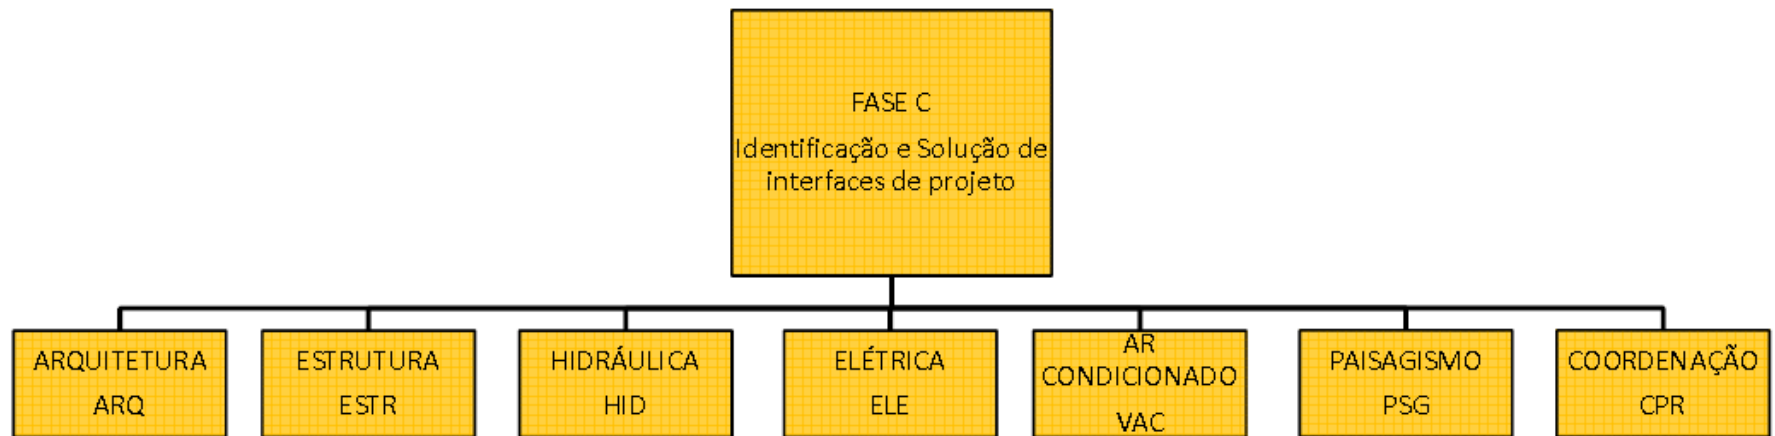 FASE C
Identificação e Solução de
interfaces de projeto
ARQUITETURA
ARQ
ESTRUTURA
ESTR
HIDRÁULICA
HID
ELÉTRICA
ELE
AR
CONDICIONADO
VAC
PAISAGISMO
PSG
COORDENAÇÃO
CPR